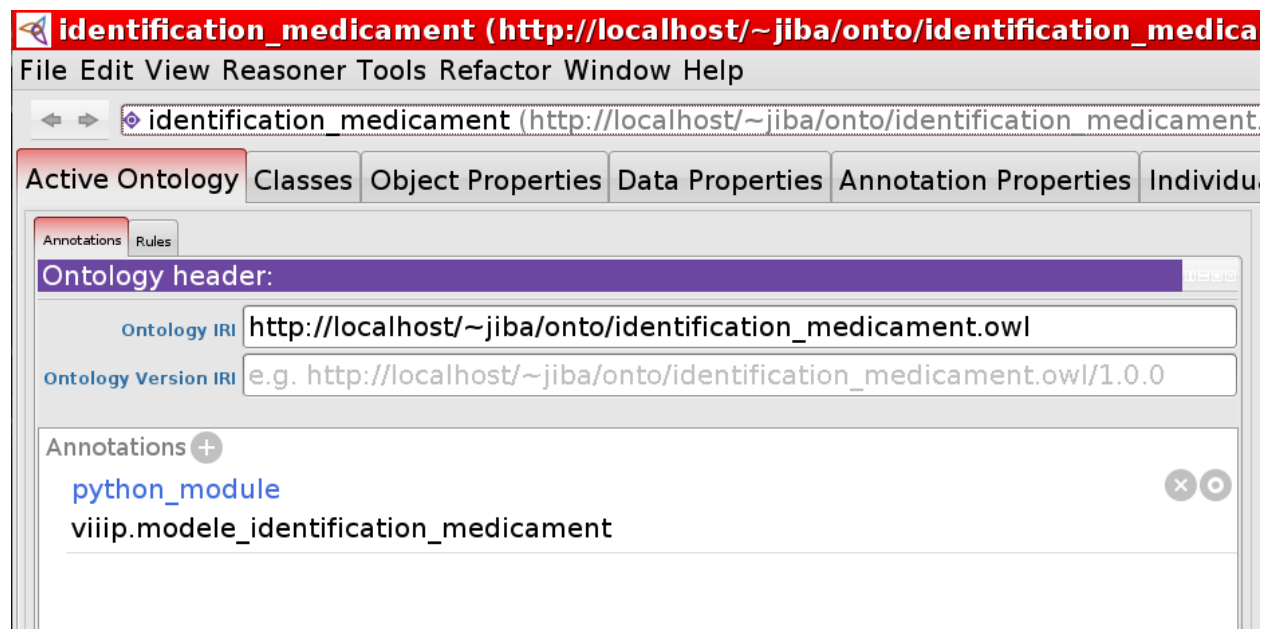 identification_medicament (http://localhost/~jiba/onto/identification_medica
File Edit View Reasoner Tools Refactor Window Help
identification_medicament (http://localhost/~jiba/onto/identification_medicament.
Active Ontology Classes Object Properties Data Properties Annotation Properties Individu
Annotations Rules
Ontology header:
Ontology IRI http://localhost/~jiba/onto/identification_medicament.owl
Ontology Version IRI e.g. http://localhost/~jiba/onto/identification_medicament.owl/1.0.0
Annotations
python_module
viiip.modele_identification_medicament